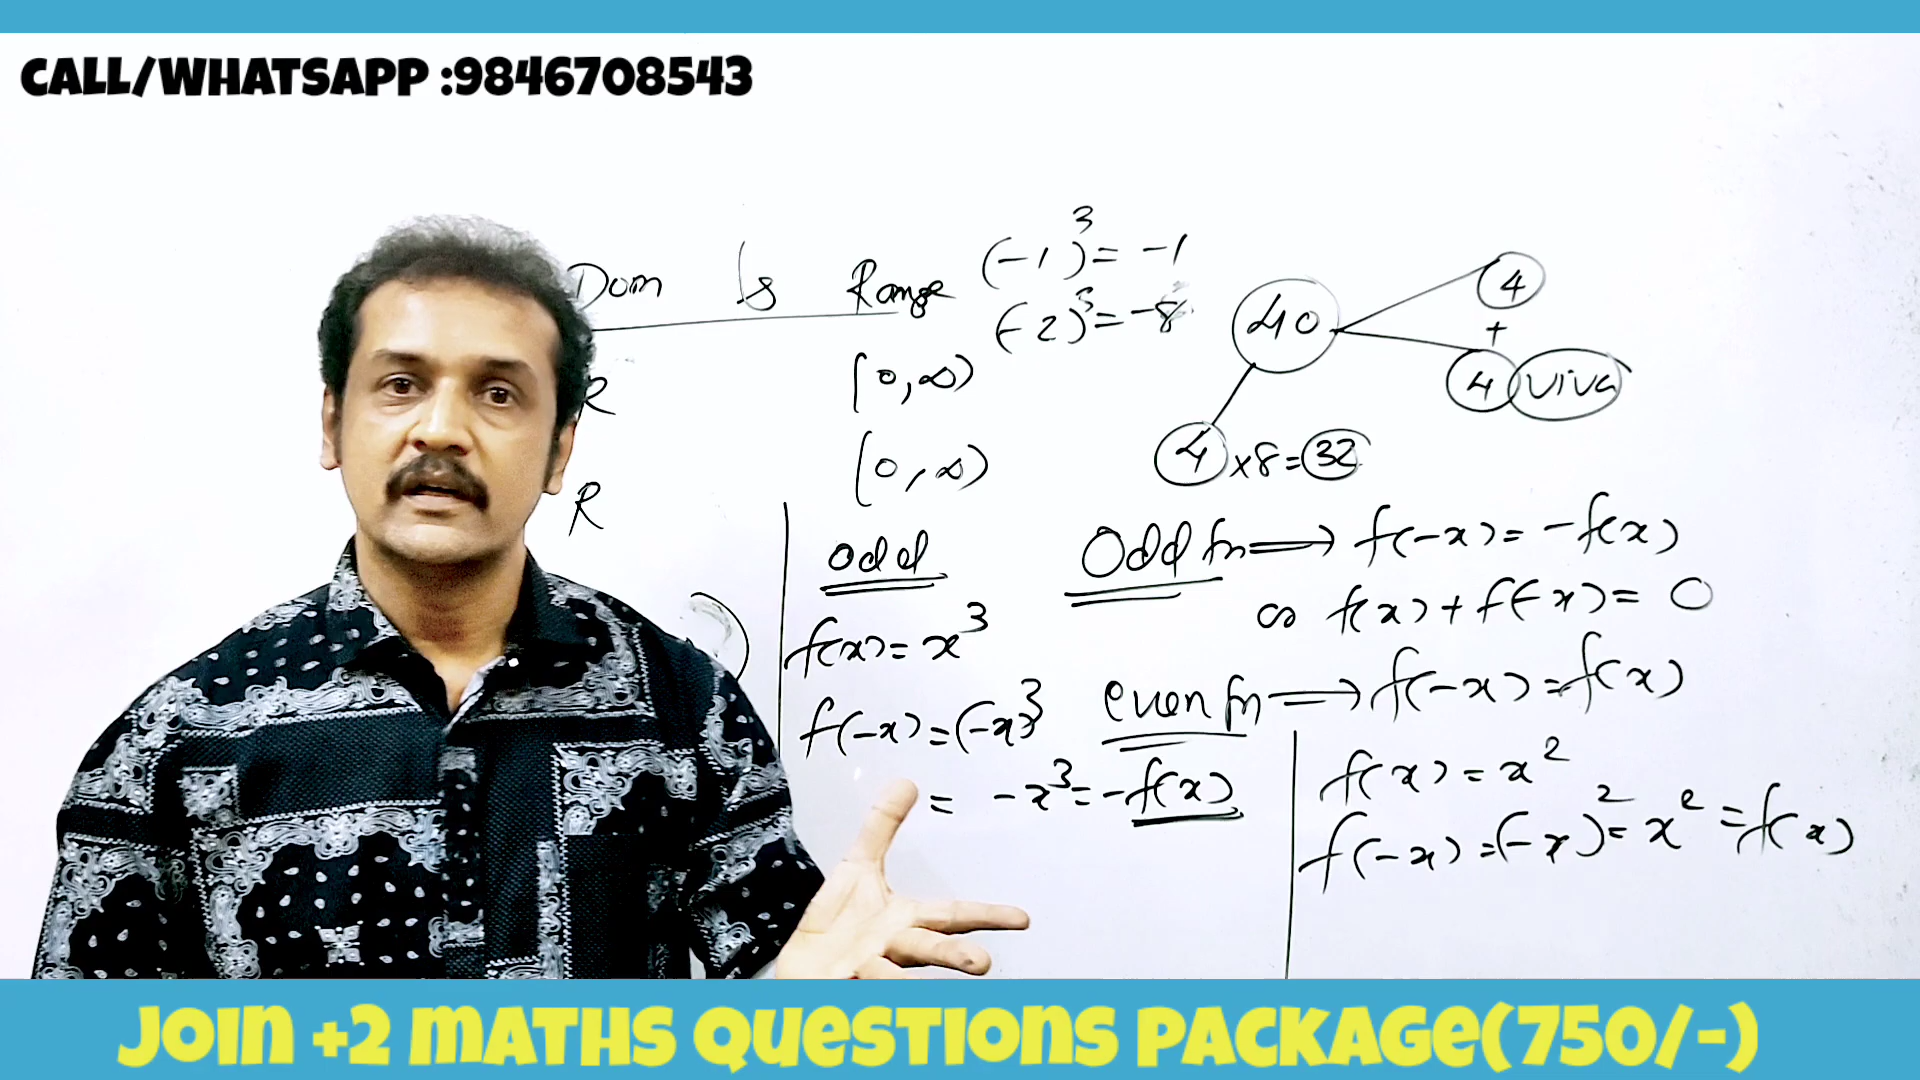 CALL/WHATSAPP :9846708543
Dom is Range
(-1)³ = -1
(-2)³ = -8
R [0,∞)
R [0,∞)
40
4
+
4 viva
4 x8=32
odd
f(x)= x³
f(-x)=(-x)³
= -x³=-f(x)
Odd fn ⟹ f(-x)= -f(x)
or f(x)+f(-x)= 0
even fn ⟹ f(-x)=f(x)
f(x)=x²
f(-x)=(-x)²= x² =f(x)
JOIN +2 MATHS QUESTIONS PACKAGE(750/-)